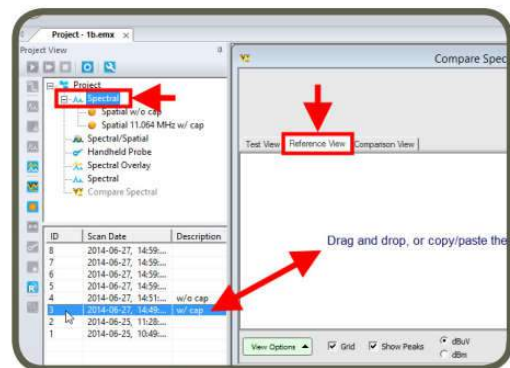 Project - 1b.emx ×
Project View
Project
Spectral
Spatial w/o cap
Spatial 11.064 MHz w/ cap
Spectral/Spatial
Handheld Probe
Spectral Overlay
Spectral
Compare Spectral
ID Scan Date Description
8 2014-06-27, 14:59:...
7 2014-06-27, 14:59:...
6 2014-06-27, 14:59:...
5 2014-06-27, 14:59:...
4 2014-06-27, 14:51:... w/o cap
3 2014-06-27, 14:49:... w/ cap
2 2014-06-25, 11:28:...
1 2014-06-25, 10:49:...
Compare Spec
Test View Reference View Comparison View
Drag and drop, or copy/paste the
View Options Grid Show Peaks dBuV
dBm